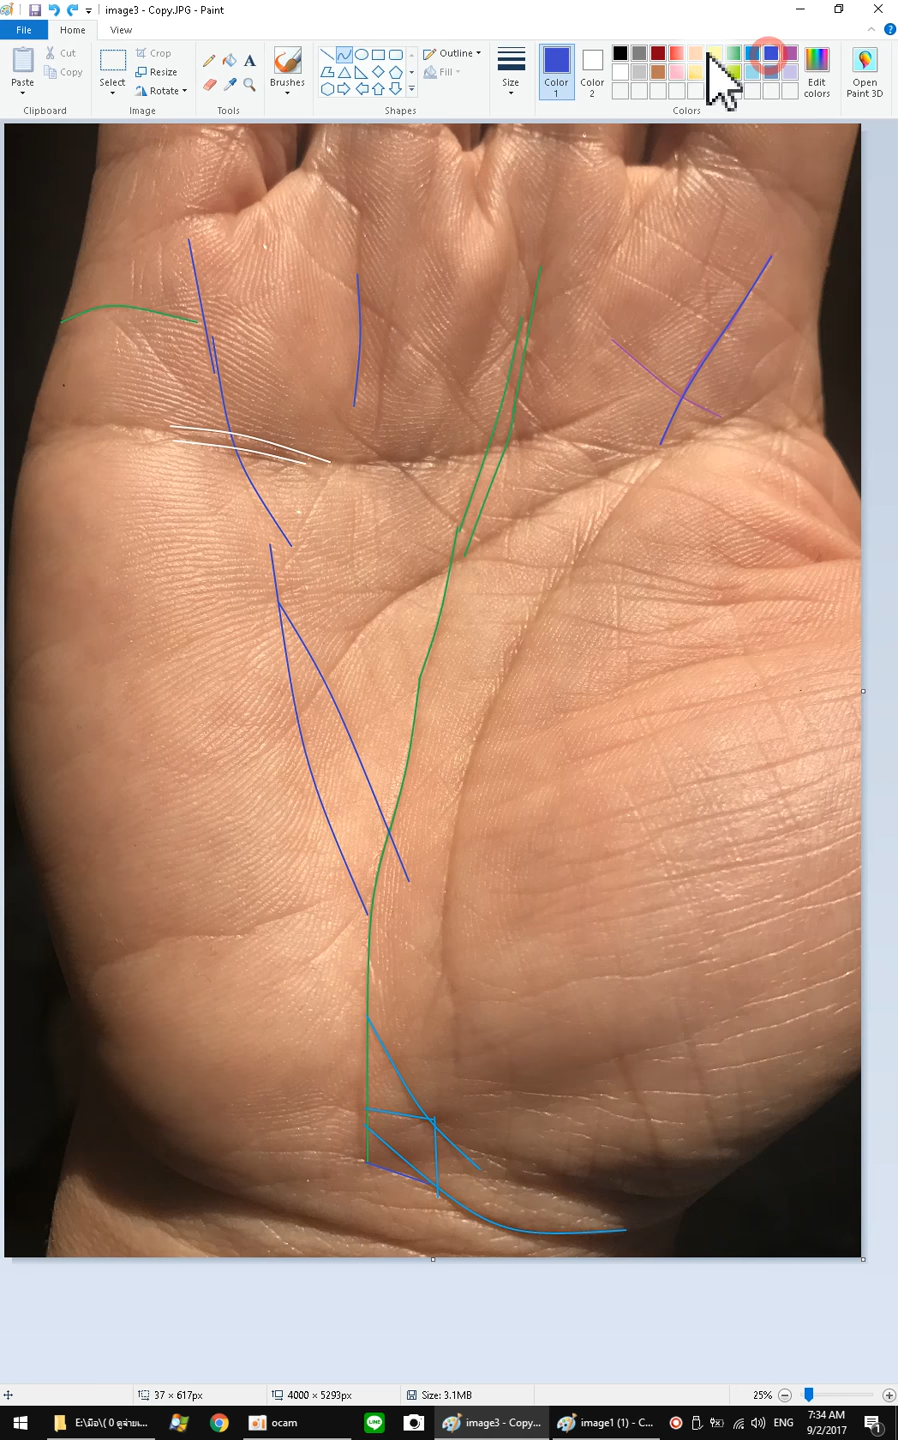 image3 - Copy.JPG - Paint
File
Home
View
Paste
Cut
Copy
Clipboard
Select
Crop
Resize
Rotate
Image
A
Tools
Brushes
Outline
Fill
Shapes
Size
Color 1
Color 2
Colors
Edit colors
Open Paint 3D
37 × 617px
4000 × 5293px
Size: 3.1MB
25%
ocam
LINE
image3 - Copy...
image1 (1) - C...
ENG
7:34 AM
9/2/2017
1